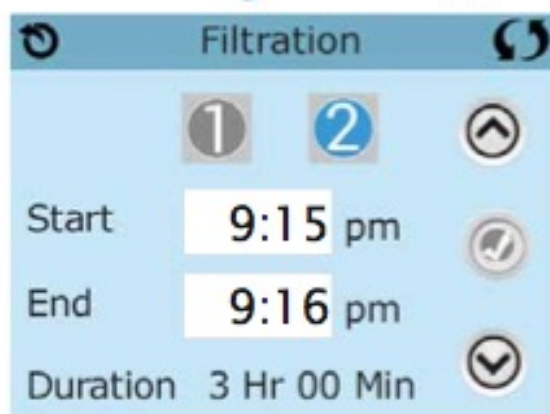 Filtration
1 2
Start 9:15 pm
End 9:16 pm
Duration 3 Hr 00 Min